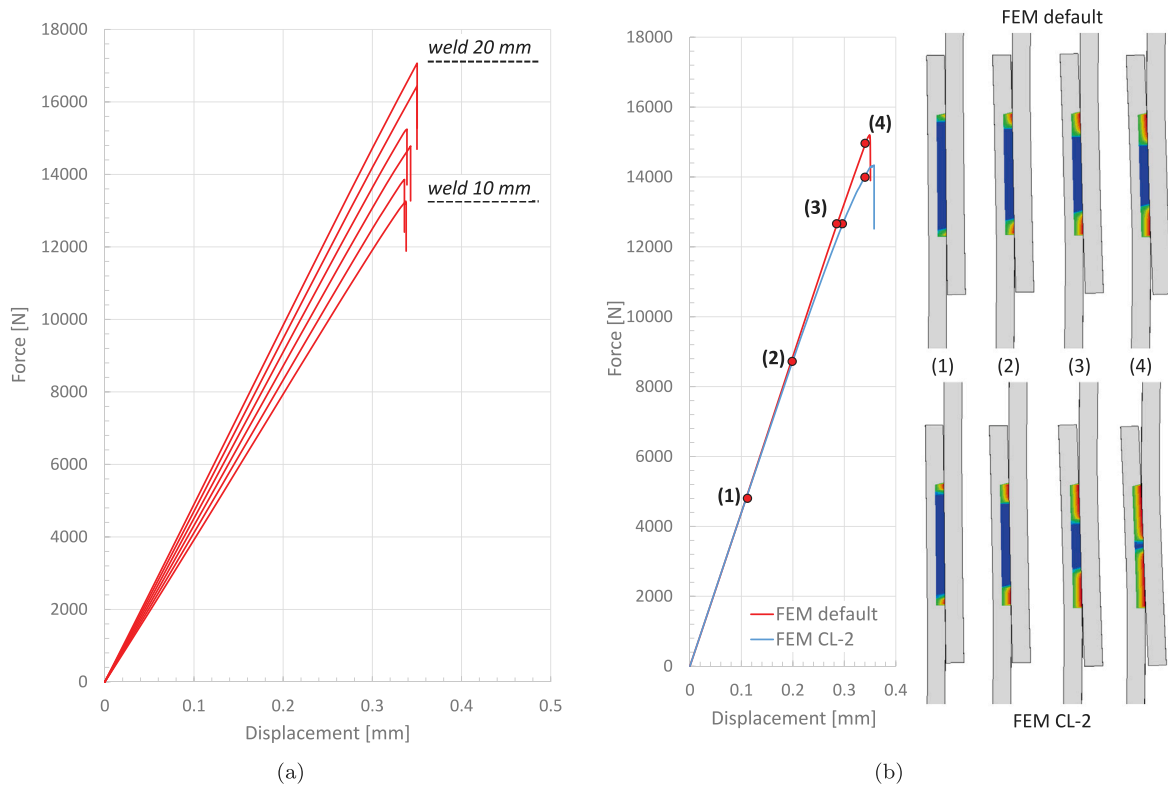 18000
16000
14000
12000
10000
8000
6000
4000
2000
0
Force [N]
weld 20 mm
weld 10 mm
0
0.1
0.2
0.3
0.4
0.5
Displacement [mm]
(a)
18000
16000
14000
12000
10000
8000
6000
4000
2000
0
Force [N]
(4)
(3)
(2)
(1)
FEM default
FEM CL-2
0
0.1
0.2
0.3
0.4
Displacement [mm]
FEM default
(1) (2) (3) (4)
FEM CL-2
(b)